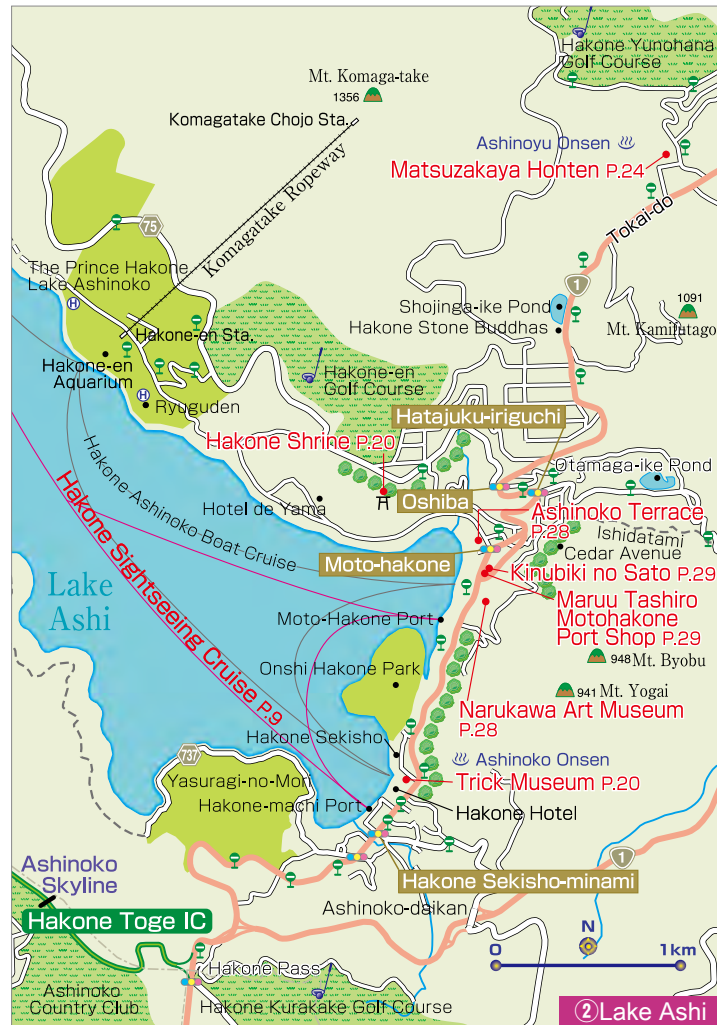 Hakone Yunohana
Golf Course
Mt. Komaga-take
1356
Komagatake Chojo Sta.
Ashinoyu Onsen
Matsuzakaya Honten P.24
Tokai-do
75
Komagatake Ropeway
The Prince Hakone
Lake Ashinoko
H
1
Shojinga-ike Pond
Hakone Stone Buddhas
1091
Mt. Kamifutago
Hakone-en Sta.
Hakone-en
Aquarium
H
Ryuguden
Hakone-en
Golf Course
Hatajuku-iriguchi
Hakone Shrine P.20
Otamaga-ike Pond
Oshiba
Hotel de Yama
Ashinoko Terrace
P.28
Ishidatami
Cedar Avenue
Hakone Ashinoko Boat Cruise
Hakone Sightseeing Cruise P.9
Moto-hakone
Kinubiki no Sato P.29
Lake
Ashi
Maruu Tashiro
Motohakone
Port Shop P.29
Moto-Hakone Port
948 Mt. Byobu
Onshi Hakone Park
941 Mt. Yogai
Narukawa Art Museum
P.28
Hakone Sekisho
737
Ashinoko Onsen
Yasuragi-no-Mori
Trick Museum P.20
Hakone-machi Port
Hakone Hotel
1
Ashinoko
Skyline
Hakone Sekisho-minami
Hakone Toge IC
Ashinoko-daikan
N
0
1km
Hakone Pass
Ashinoko
Country Club
Hakone Kurakake Golf Course
②Lake Ashi